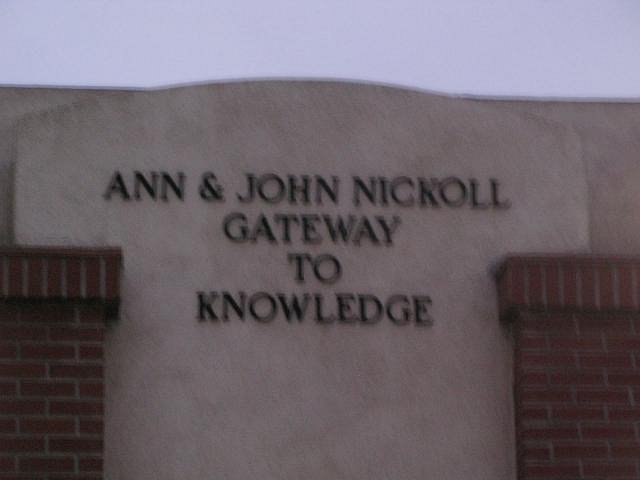 ANN & JOHN NICKOLL
GATEWAY
TO
KNOWLEDGE